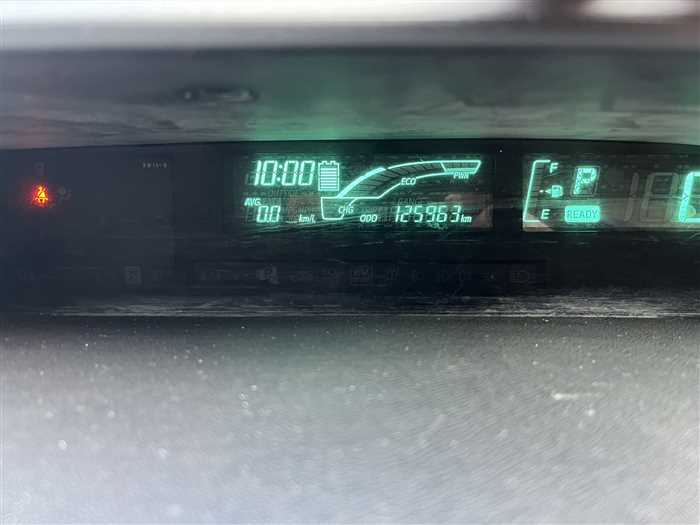 10:00
ECO
PWR
AVG.
0.0 km/L
CHG
ODO 125963 km
F
P
E
READY